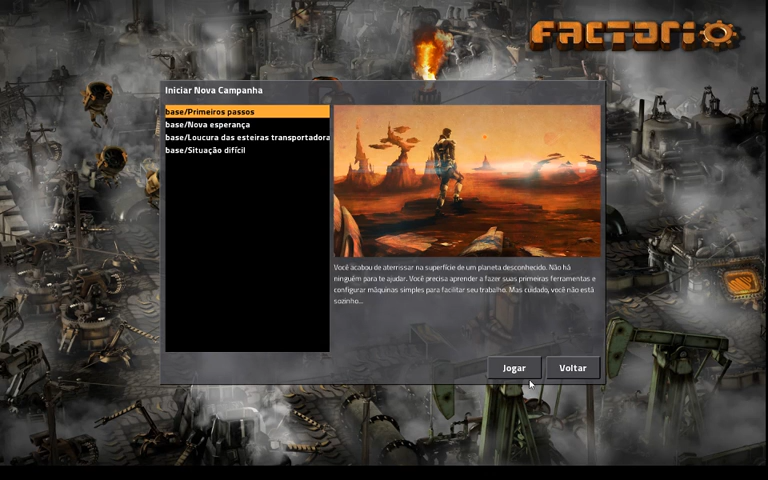 FACTORIO
Iniciar Nova Campanha
base/Primeiros passos
base/Nova esperança
base/Loucura das esteiras transportadora
base/Situação difícil
Você acabou de aterrissar na superfície de um planeta desconhecido. Não há
ninguém para te ajudar. Você precisa aprender a fazer suas primeiras ferramentas e
configurar máquinas simples para facilitar seu trabalho. Mas cuidado, você não está
sozinho...
Jogar
Voltar